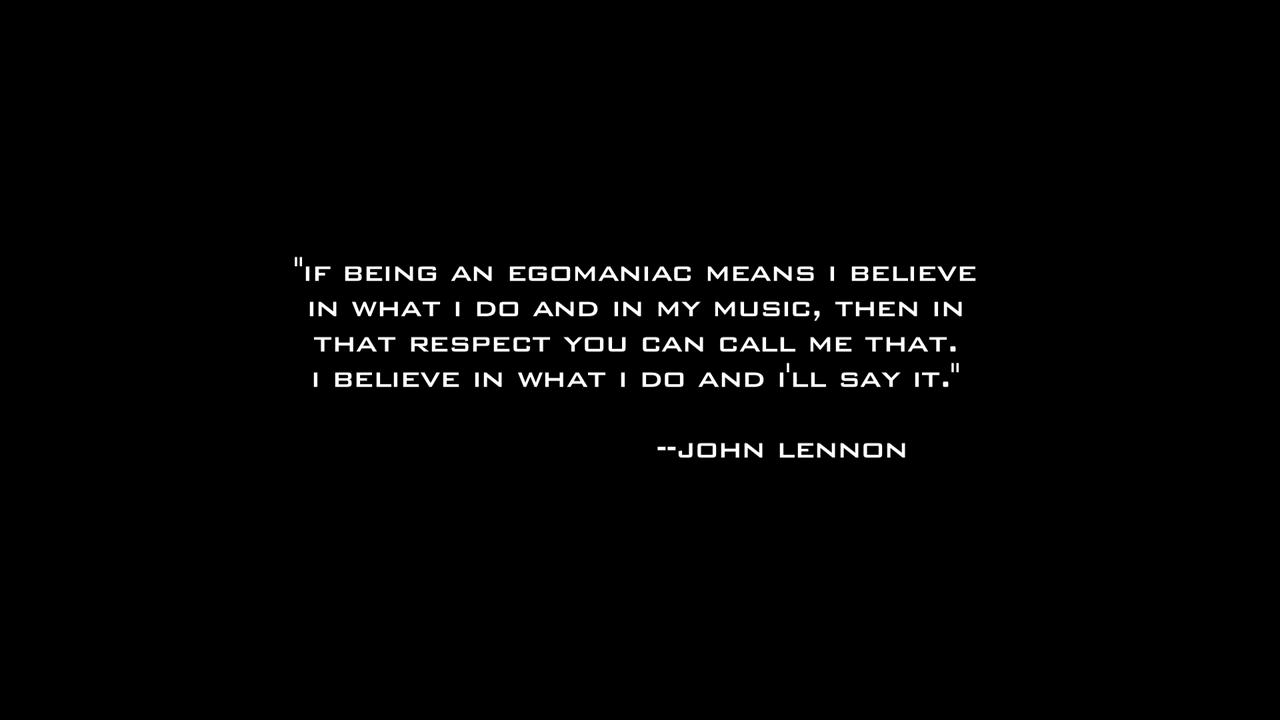 "IF BEING AN EGOMANIAC MEANS I BELIEVE
IN WHAT I DO AND IN MY MUSIC, THEN IN
THAT RESPECT YOU CAN CALL ME THAT.
I BELIEVE IN WHAT I DO AND I'LL SAY IT."
--JOHN LENNON